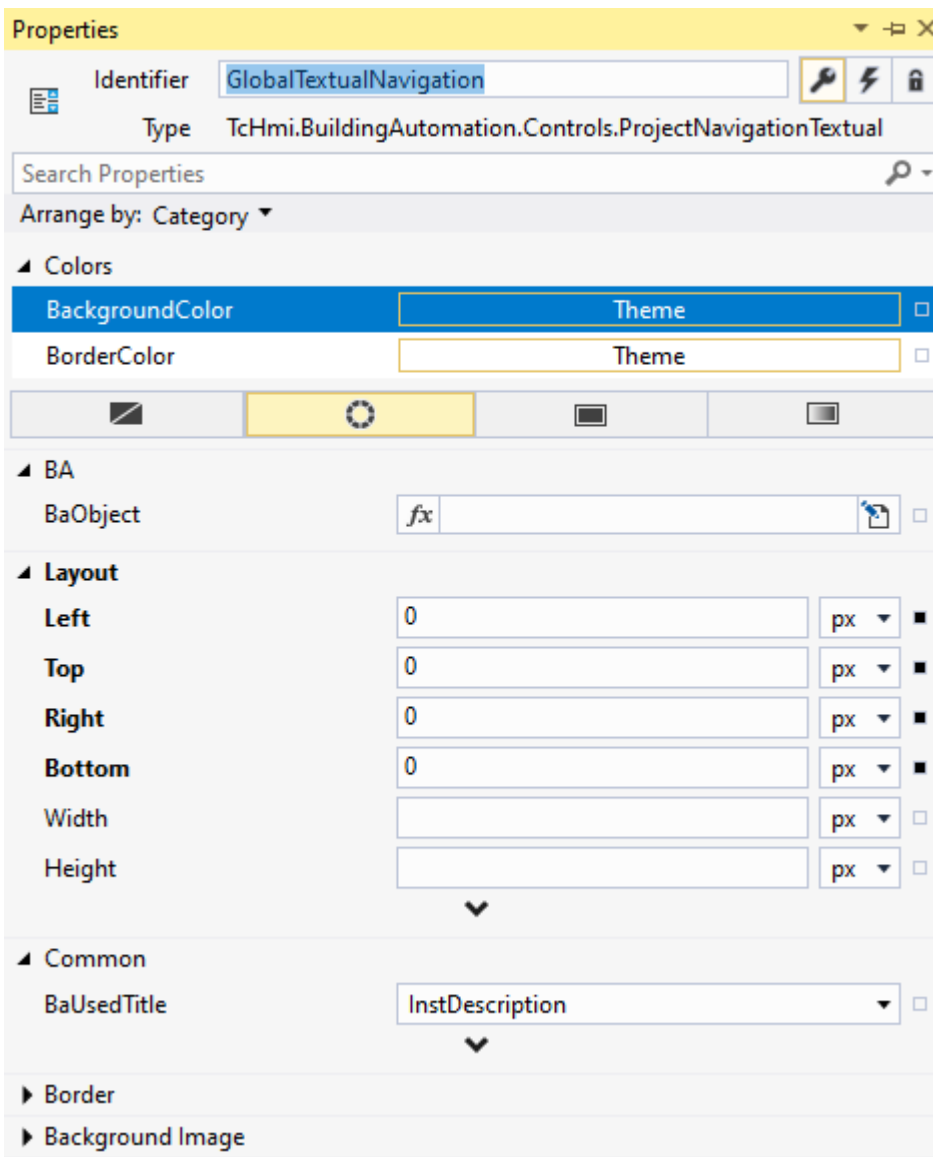 Properties
Identifier GlobalTextualNavigation
Type TcHmi.BuildingAutomation.Controls.ProjectNavigationTextual
Search Properties
Arrange by: Category
Colors
BackgroundColor Theme
BorderColor Theme
BA
BaObject fx
Layout
Left 0 px
Top 0 px
Right 0 px
Bottom 0 px
Width px
Height px
Common
BaUsedTitle InstDescription
Border
Background Image